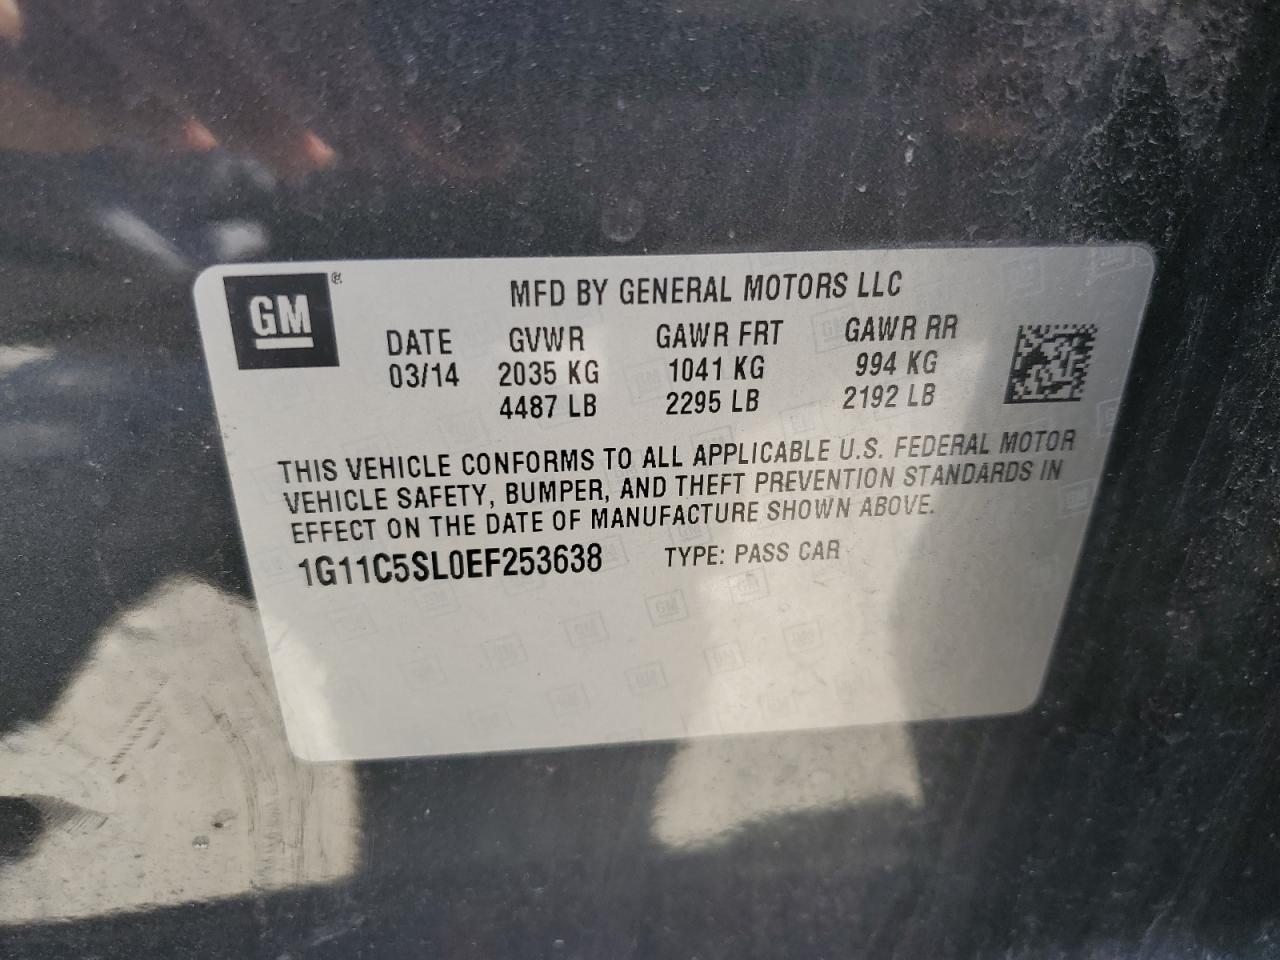 GM®
MFD BY GENERAL MOTORS LLC
DATE GVWR GAWR FRT GAWR RR
03/14 2035 KG 1041 KG 994 KG
4487 LB 2295 LB 2192 LB
THIS VEHICLE CONFORMS TO ALL APPLICABLE U.S. FEDERAL MOTOR
VEHICLE SAFETY, BUMPER, AND THEFT PREVENTION STANDARDS IN
EFFECT ON THE DATE OF MANUFACTURE SHOWN ABOVE.
1G11C5SL0EF253638 TYPE: PASS CAR